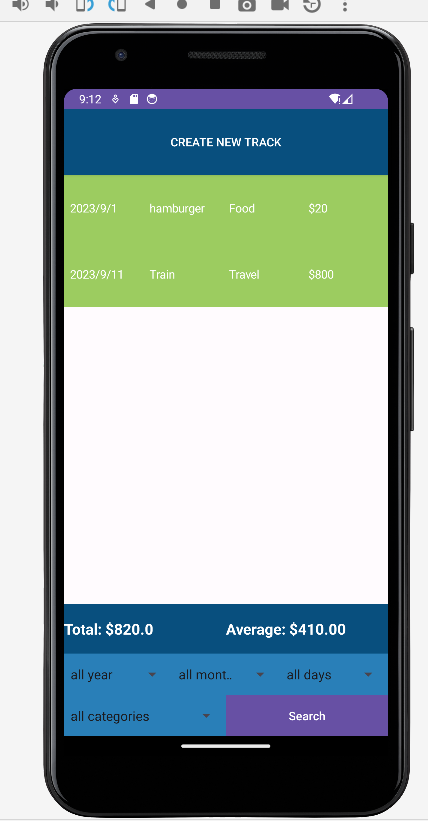 9:12
CREATE NEW TRACK
2023/9/1 hamburger Food $20
2023/9/11 Train Travel $800
Total: $820.0 Average: $410.00
all year all mont.. all days
all categories Search